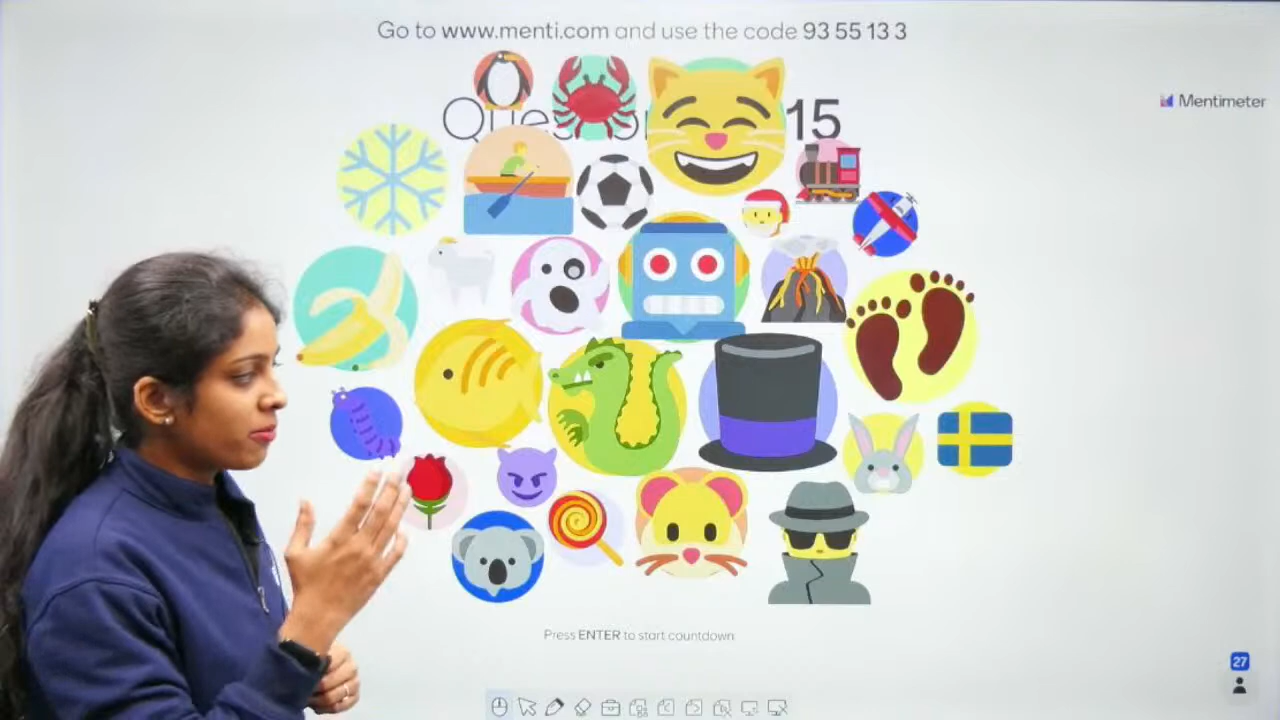 Go to www.menti.com and use the code 93 55 13 3
Mentimeter
15
Press ENTER to start countdown
27